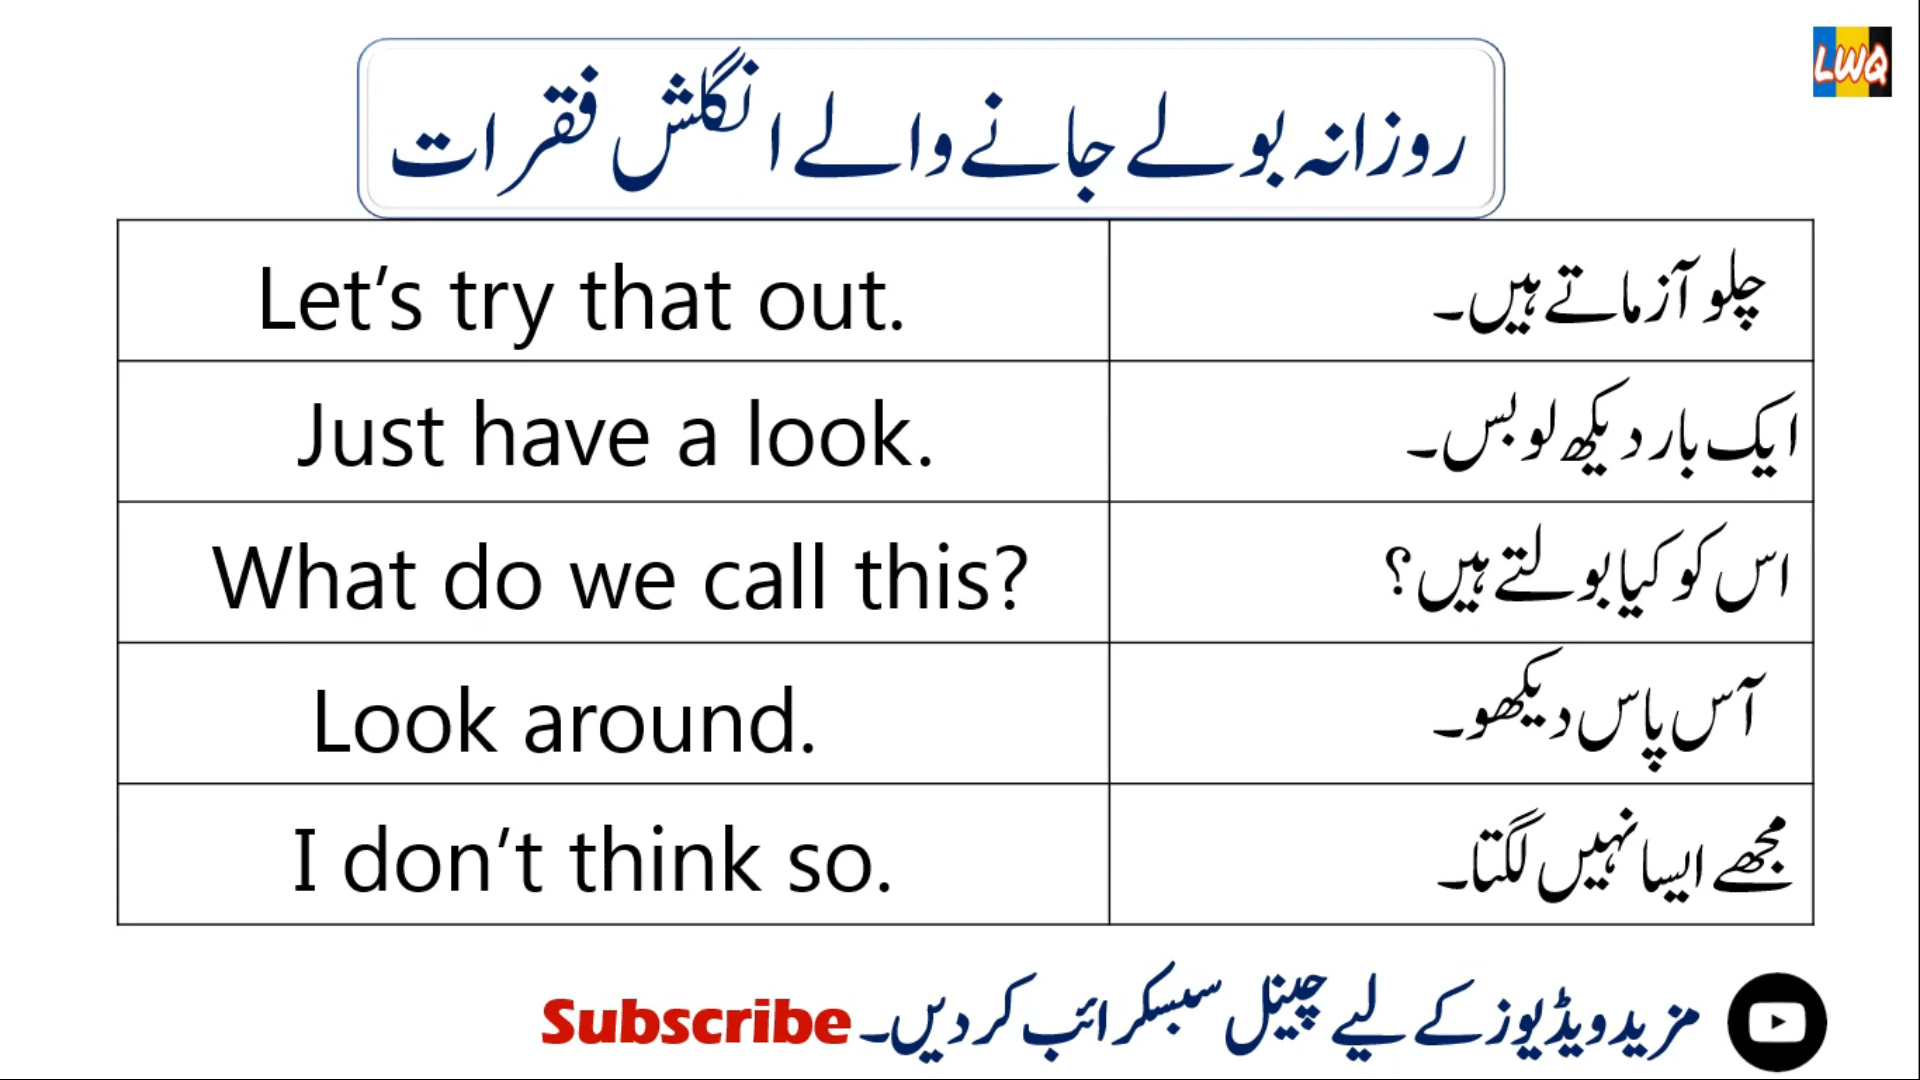 LWQ
روزانہ بولے جانے والے انگلش فقرات
Let’s try that out. چلو آزماتے ہیں۔
Just have a look. ایک بار دیکھ لو بس۔
What do we call this? اس کو کیا بولتے ہیں؟
Look around. آس پاس دیکھو۔
I don’t think so. مجھے ایسا نہیں لگتا۔
مزید ویڈیوز کے لیے چینل سبسکرائب کر دیں۔ Subscribe